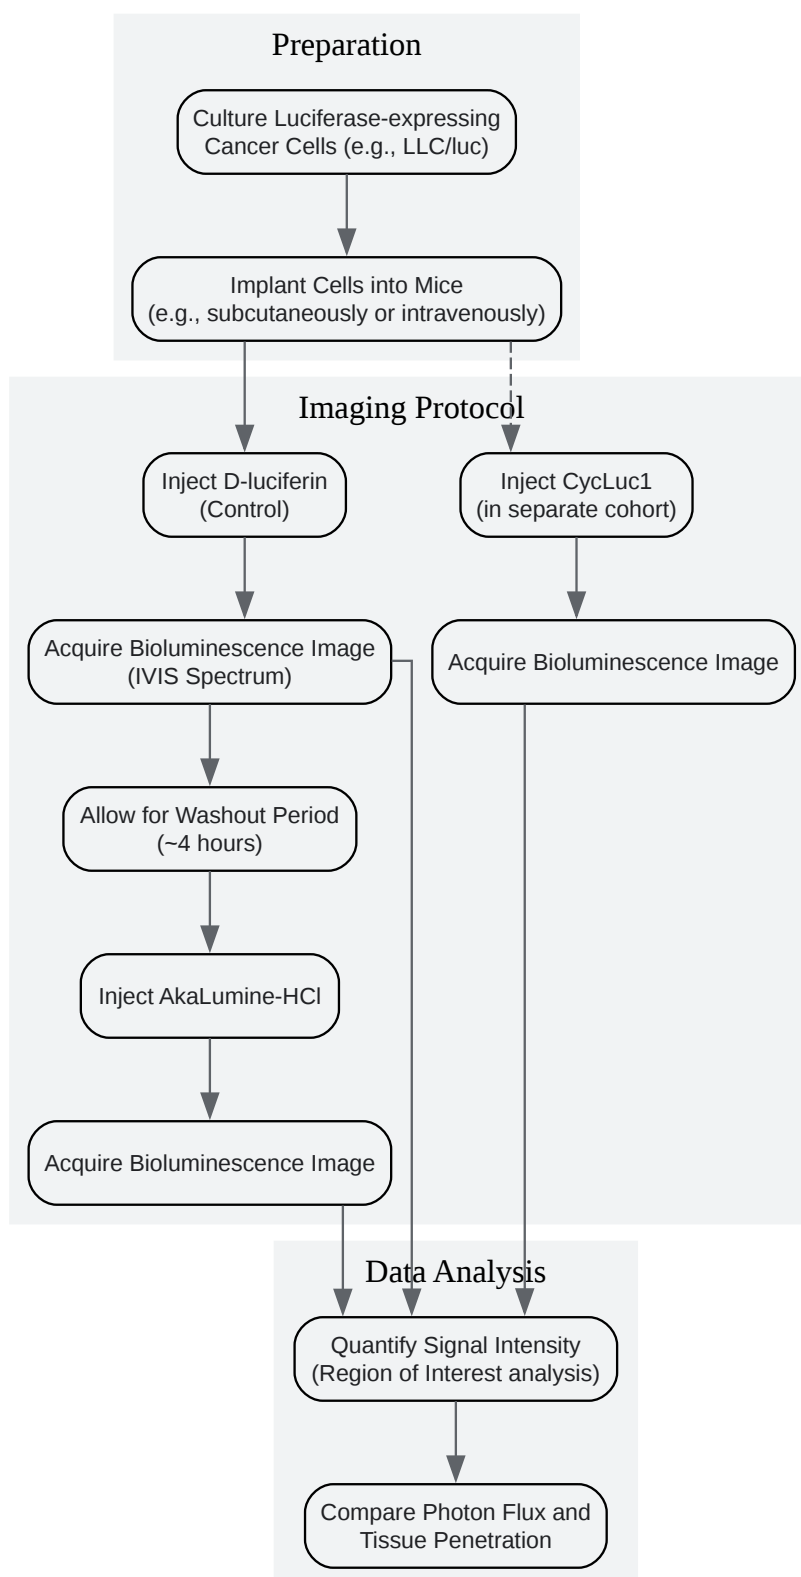 Preparation
Culture Luciferase-expressing
Cancer Cells (e.g., LLC/luc)
Implant Cells into Mice
(e.g., subcutaneously or intravenously)
Imaging Protocol
Inject D-luciferin
(Control)
Inject CycLuc1
(in separate cohort)
Acquire Bioluminescence Image
(IVIS Spectrum)
Acquire Bioluminescence Image
Allow for Washout Period
(~4 hours)
Inject AkaLumine-HCl
Acquire Bioluminescence Image
Data Analysis
Quantify Signal Intensity
(Region of Interest analysis)
Compare Photon Flux and
Tissue Penetration